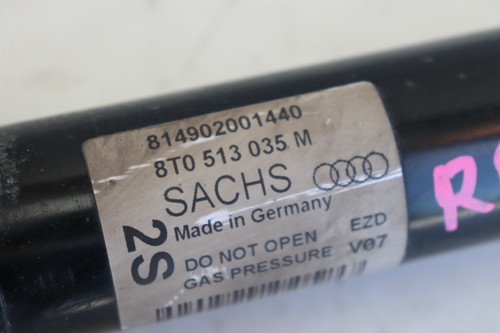 814902001440
8T0 513 035 M
SACHS
Made in Germany
2S
DO NOT OPEN EZD
GAS PRESSURE V07
R